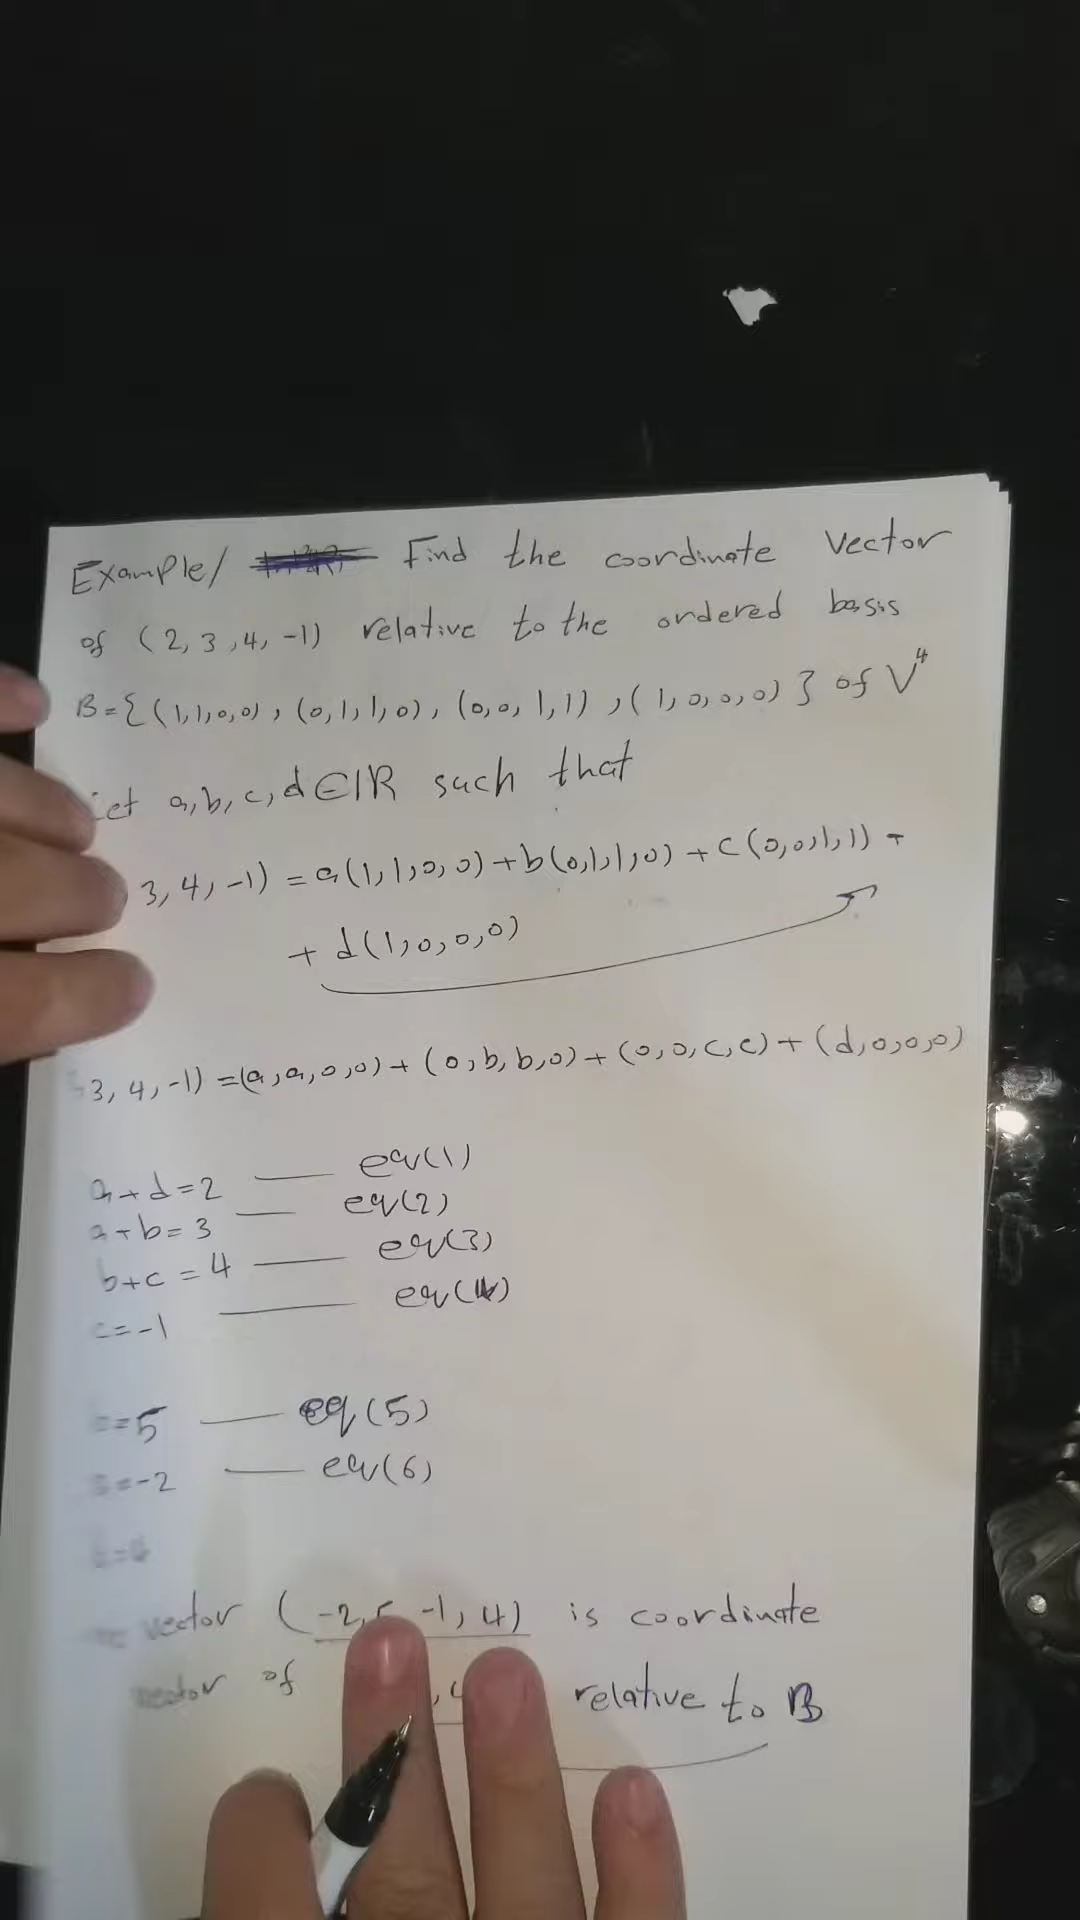 Example/ Find the coordinate vector
of (2,3,4,-1) relative to the ordered basis
B={(1,1,0,0),(0,1,1,0),(0,0,1,1),(1,0,0,0)} of V⁴
Let a,b,c,d∈IR such that
3,4,-1) = a(1,1,0,0)+b(0,1,1,0)+c(0,0,1,1)+
+ d(1,0,0,0)
3,4,-1) =(a,a,0,0)+(0,b,b,0)+(0,0,c,c)+(d,0,0,0)
a+d=2 — eq(1)
a+b=3 — eq(2)
b+c=4 — eq(3)
c=-1 — eq(4)
=5 — eq(5)
=-2 — eq(6)
vector (-2, -1,4) is coordinate
vector of relative to B